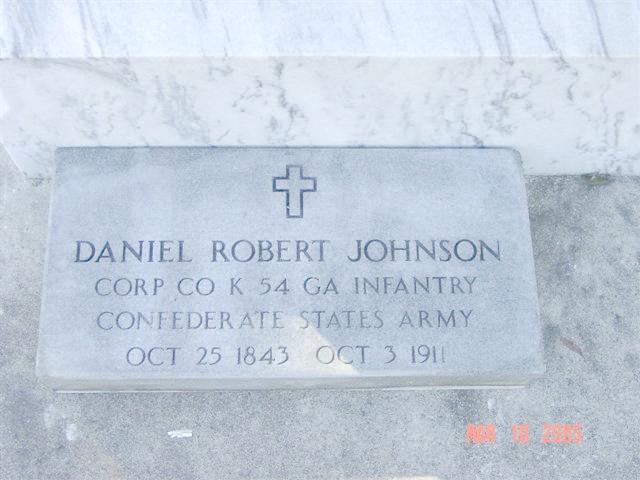 DANIEL ROBERT JOHNSON
CORP CO K 54 GA INFANTRY
CONFEDERATE STATES ARMY
OCT 25 1843 OCT 3 1911
MAR 10 2005